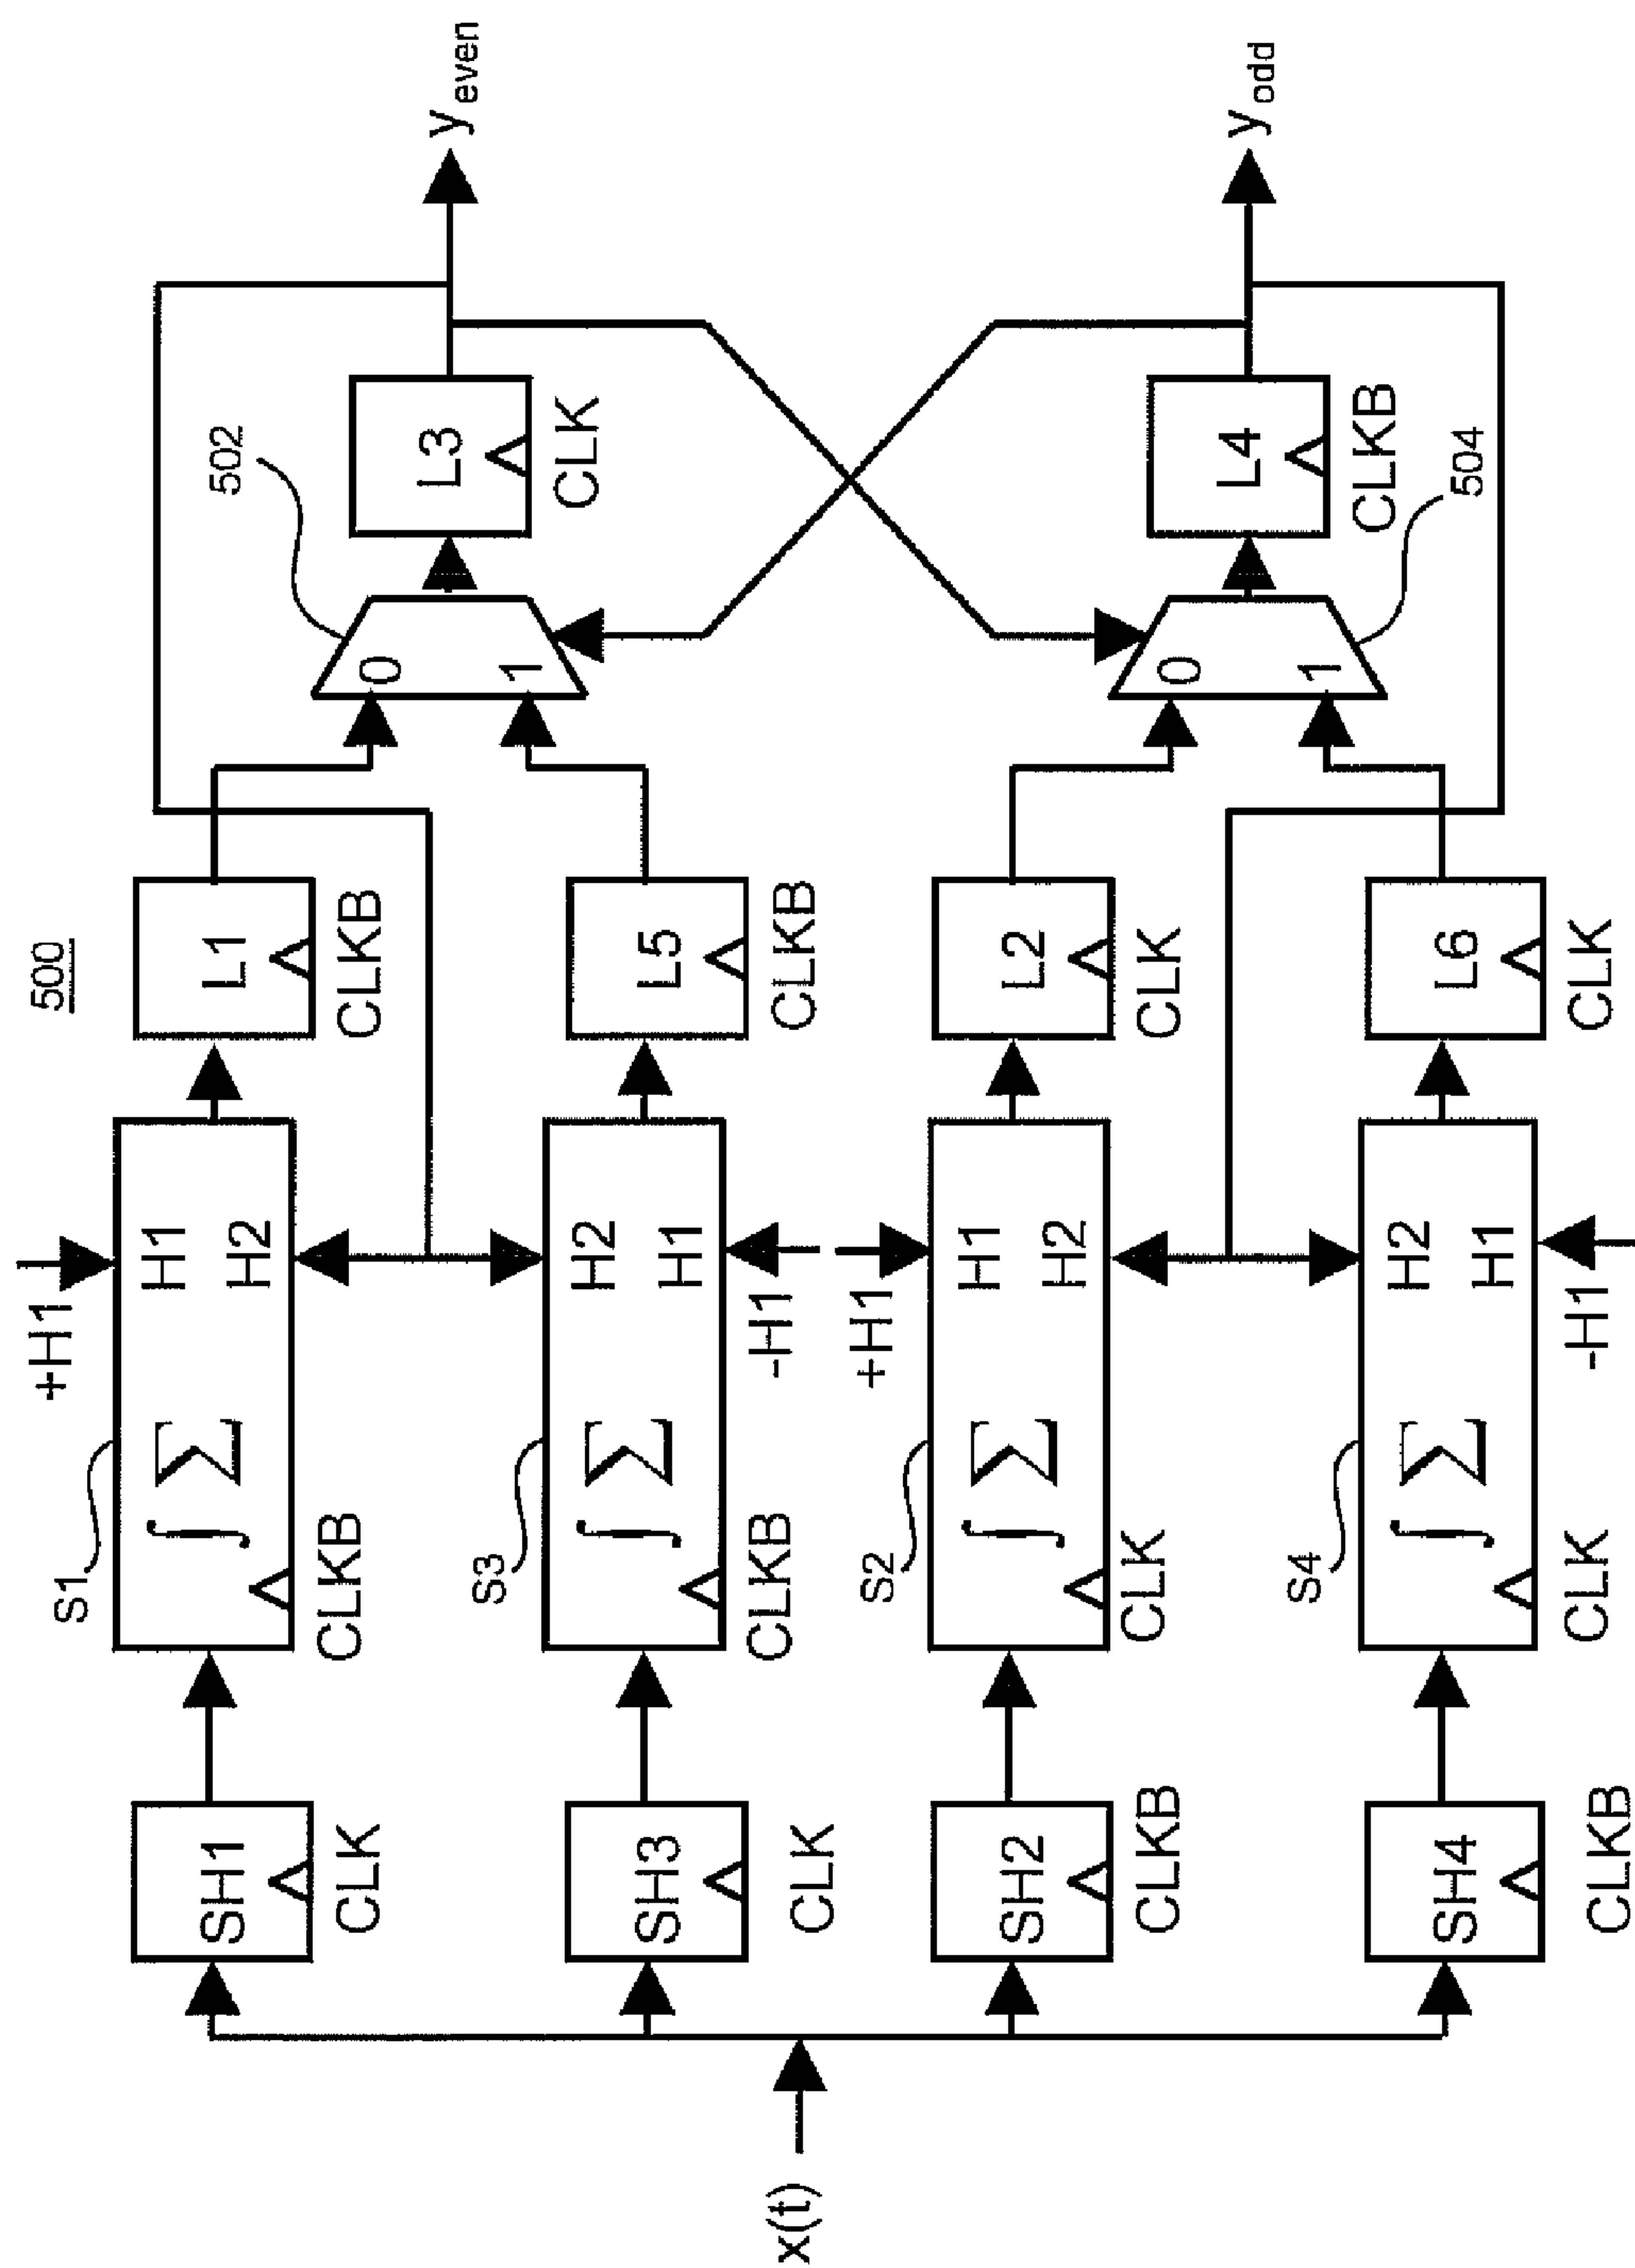 500
x(t)
SH1
CLK
S1
∫ Σ
H1
H2
CLKB
+H1
L1
CLKB
0
1
502
L3
CLK
y even
SH3
CLK
S3
∫ Σ
H2
H1
CLKB
-H1
L5
CLKB
SH2
CLKB
S2
∫ Σ
H1
H2
CLK
+H1
L2
CLK
0
1
504
L4
CLKB
y odd
SH4
CLKB
S4
∫ Σ
H2
H1
CLK
-H1
L6
CLK